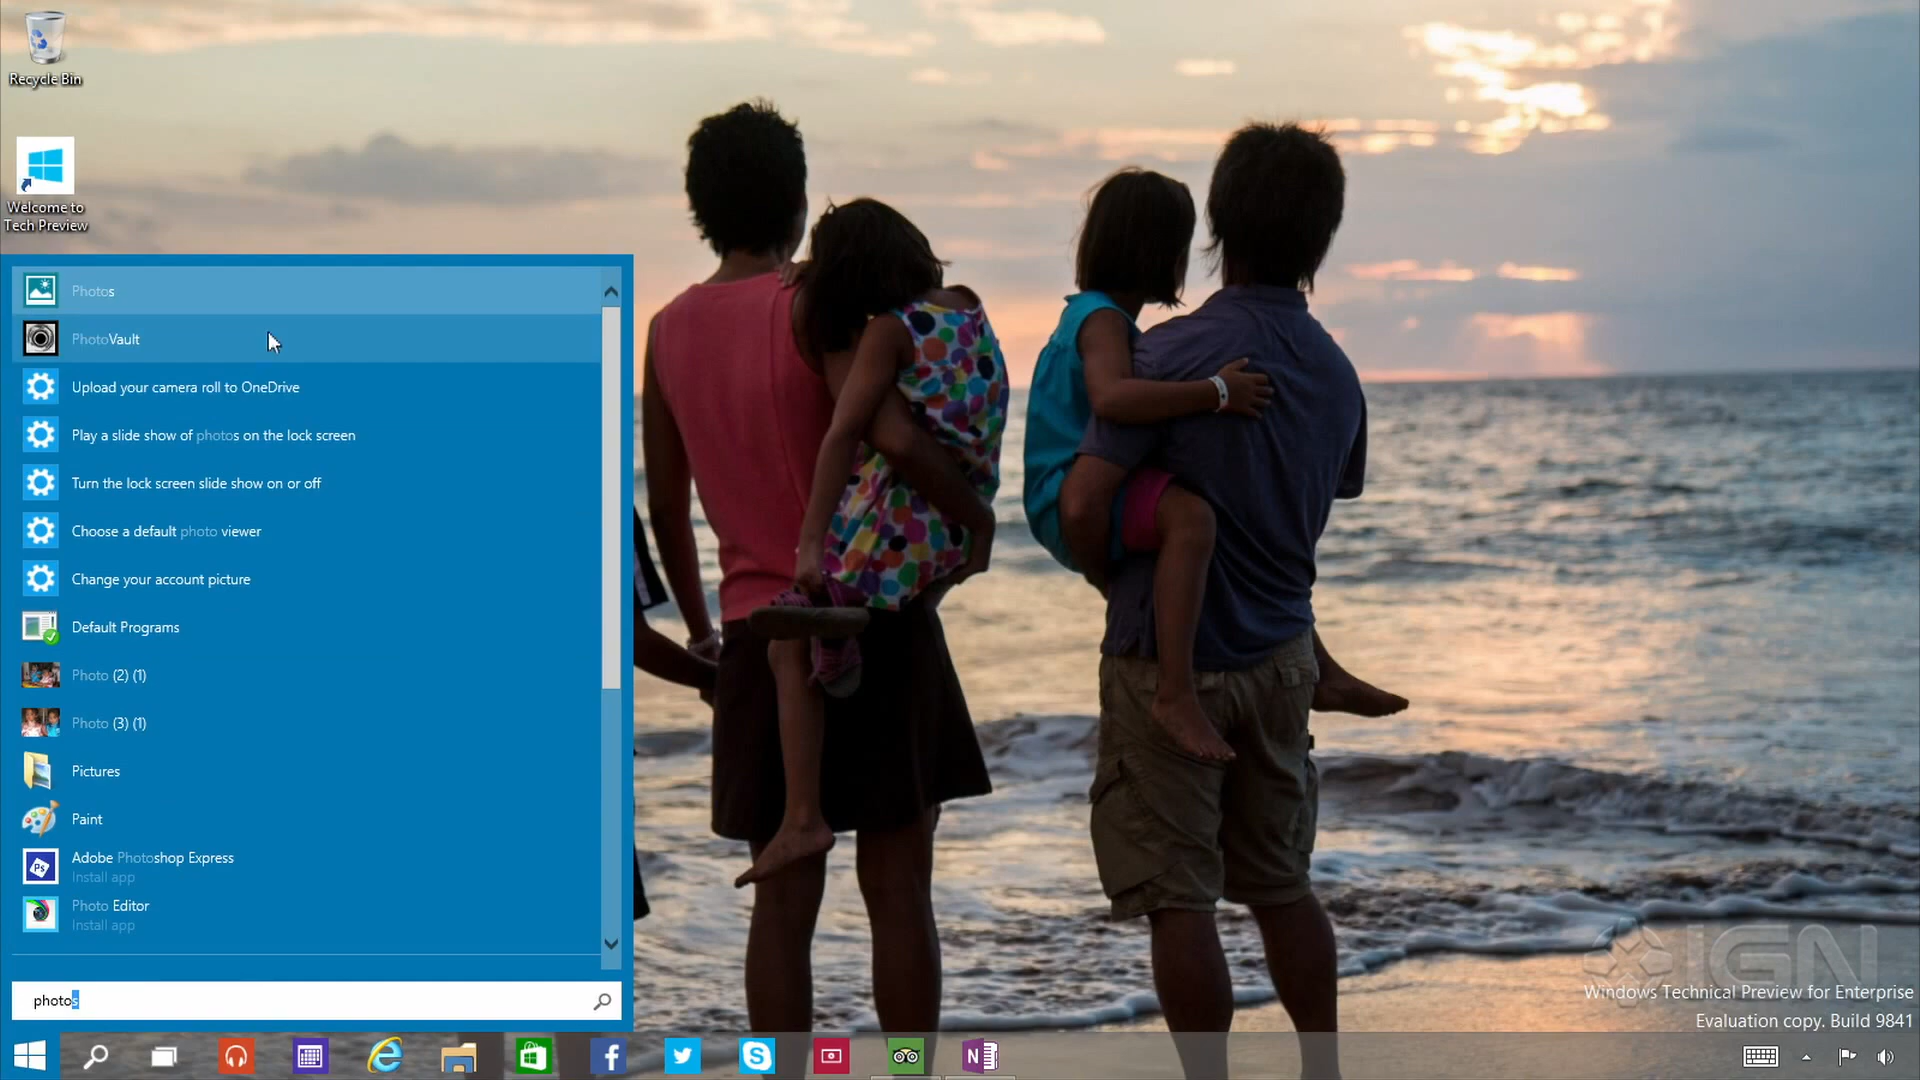 Recycle Bin
Welcome to
Tech Preview
Photos
PhotoVault
Upload your camera roll to OneDrive
Play a slide show of photos on the lock screen
Turn the lock screen slide show on or off
Choose a default photo viewer
Change your account picture
Default Programs
Photo (2) (1)
Photo (3) (1)
Pictures
Paint
Adobe Photoshop Express
Install app
Photo Editor
Install app
photos
IGN
Windows Technical Preview for Enterprise
Evaluation copy. Build 9841